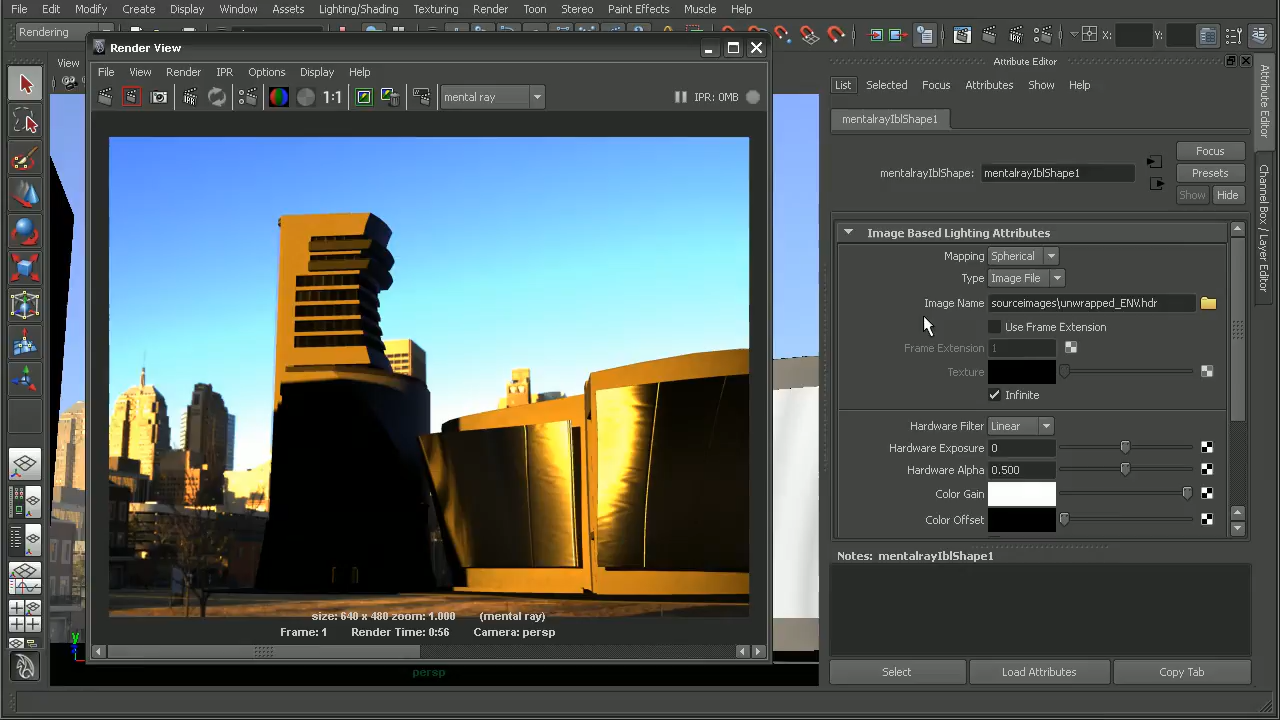 File Edit Modify Create Display Window Assets Lighting/Shading Texturing Render Toon Stereo Paint Effects Muscle Help
Rendering
X: Y:
View
Render View
File View Render IPR Options Display Help
1:1 mental ray IPR: 0MB
size: 640 x 480 zoom: 1.000 (mental ray)
Frame: 1 Render Time: 0:56 Camera: persp
persp
y
z
Attribute Editor
List Selected Focus Attributes Show Help
mentalrayIblShape1
Focus
mentalrayIblShape: mentalrayIblShape1
Presets
Show Hide
Image Based Lighting Attributes
Mapping Spherical
Type Image File
Image Name sourceimages\unwrapped_ENV.hdr
Use Frame Extension
Frame Extension 1
Texture
Infinite
Hardware Filter Linear
Hardware Exposure 0
Hardware Alpha 0.500
Color Gain
Color Offset
Notes: mentalrayIblShape1
Select Load Attributes Copy Tab
Attribute Editor
Channel Box / Layer Editor